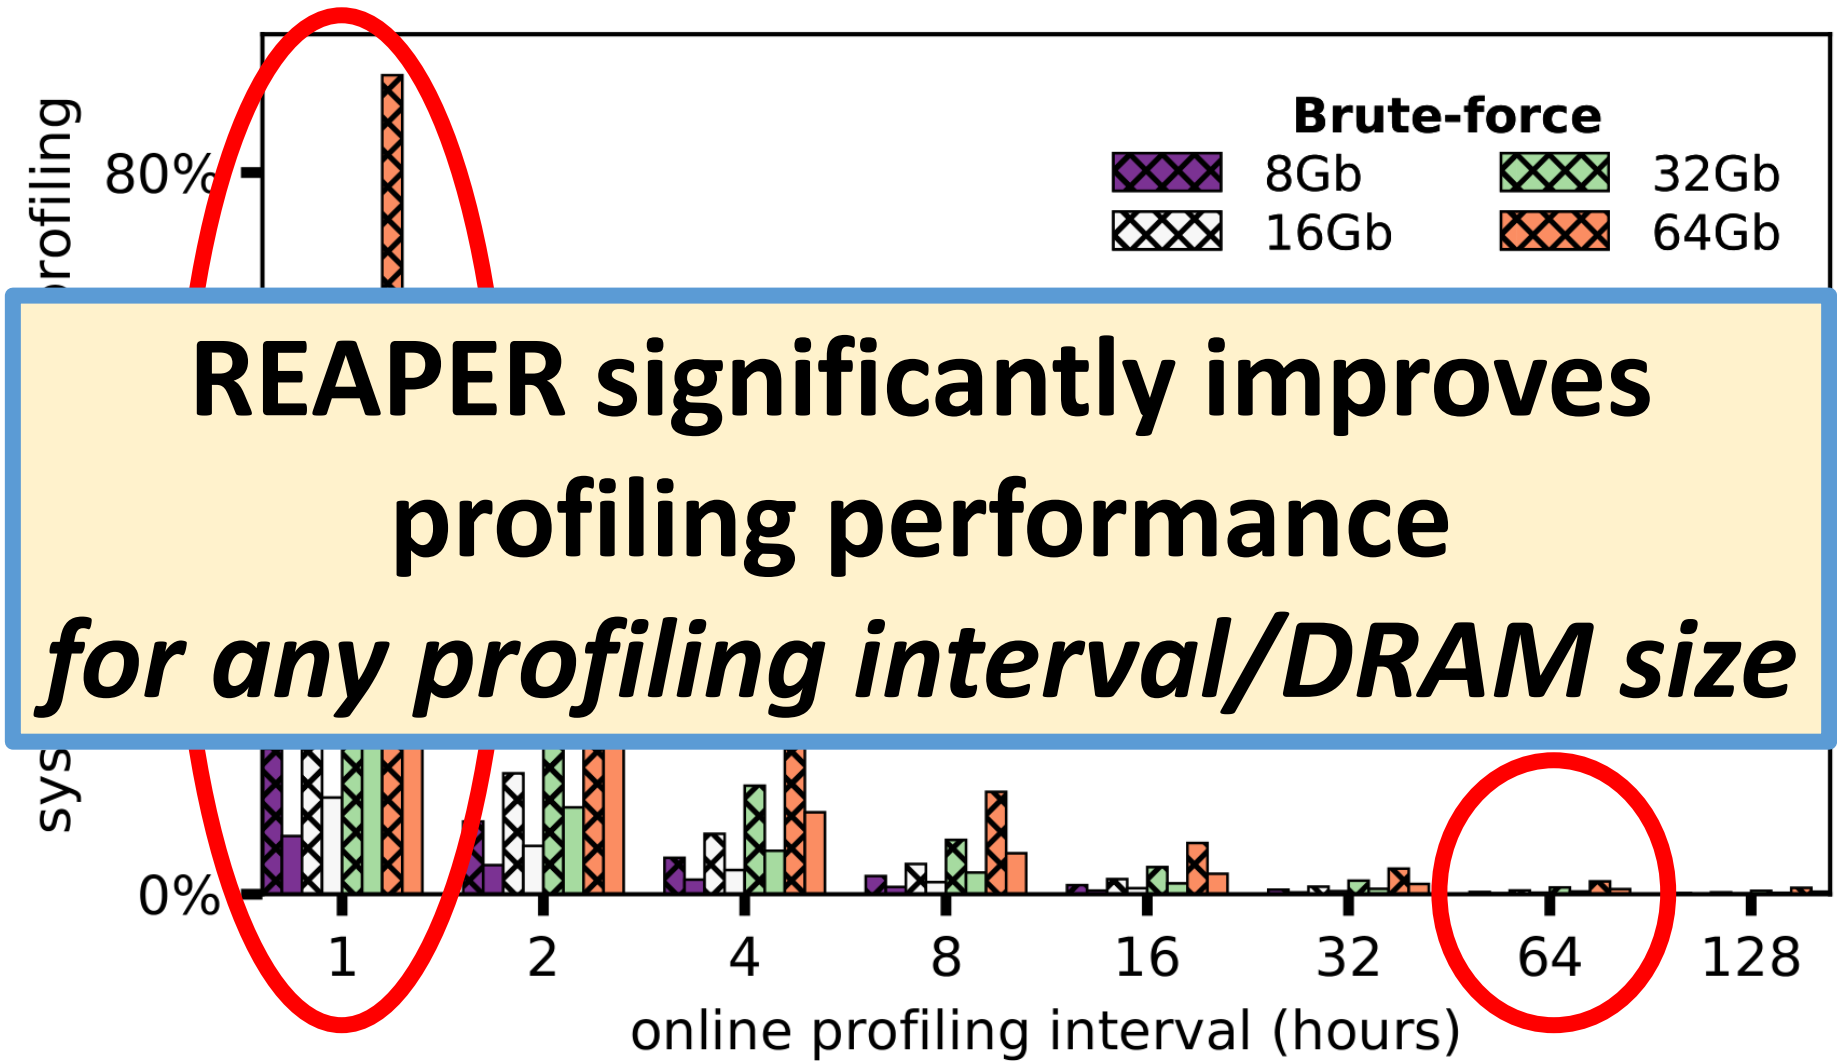 profiling
80%
Brute-force
8Gb
32Gb
16Gb
64Gb
REAPER significantly improves
profiling performance
for any profiling interval/DRAM size
0%
1 2 4 8 16 32 64 128
online profiling interval (hours)